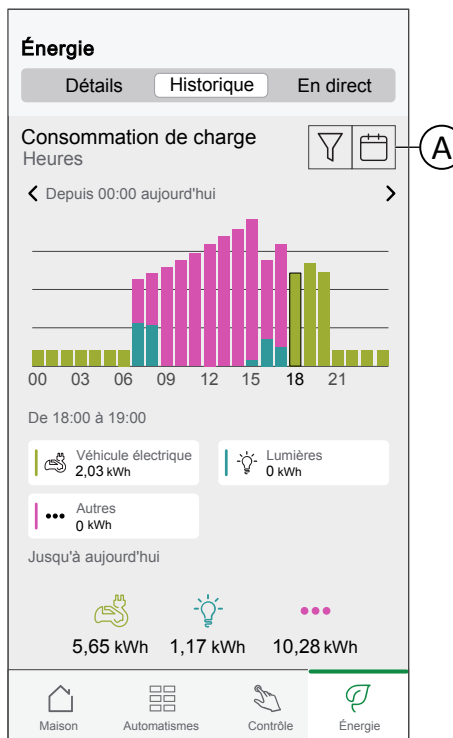 Énergie
Détails Historique En direct
Consommation de charge
Heures
A
Depuis 00:00 aujourd'hui
00 03 06 09 12 15 18 21
De 18:00 à 19:00
Véhicule électrique
2,03 kWh
Lumières
0 kWh
Autres
0 kWh
Jusqu'à aujourd'hui
5,65 kWh 1,17 kWh 10,28 kWh
Maison Automatismes Contrôle Énergie